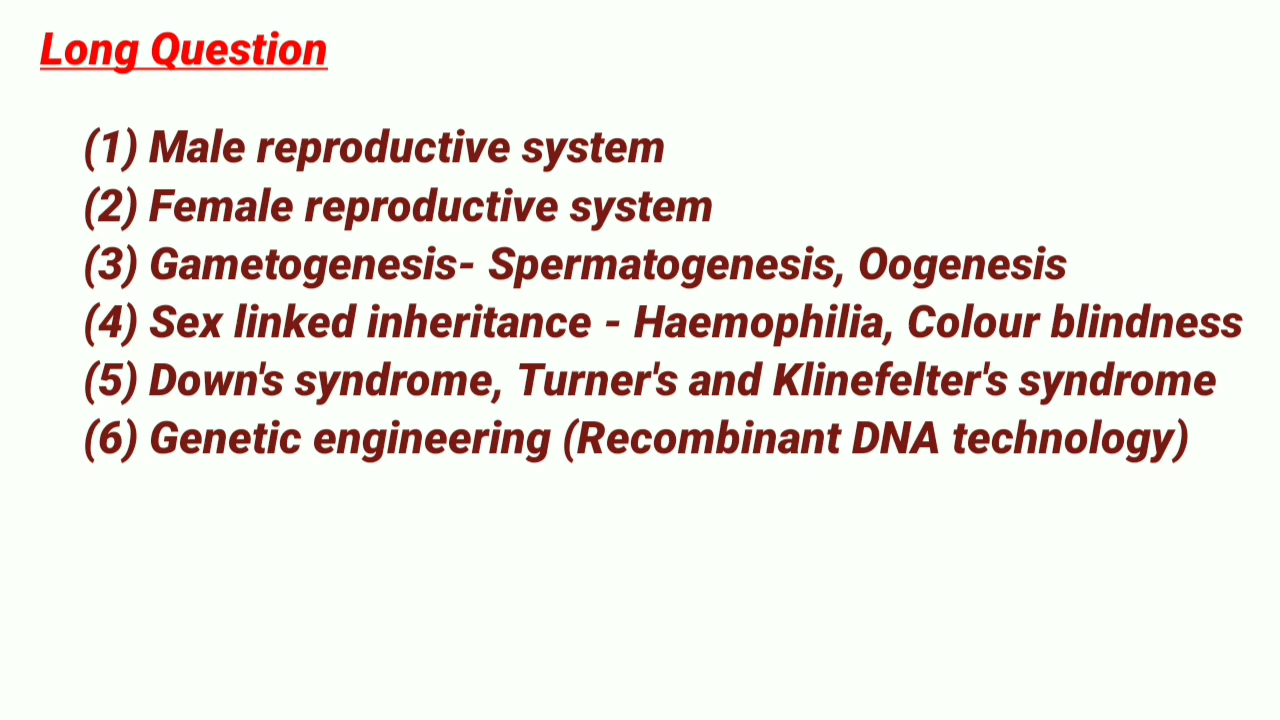 Long Question
(1) Male reproductive system
(2) Female reproductive system
(3) Gametogenesis- Spermatogenesis, Oogenesis
(4) Sex linked inheritance - Haemophilia, Colour blindness
(5) Down's syndrome, Turner's and Klinefelter's syndrome
(6) Genetic engineering (Recombinant DNA technology)